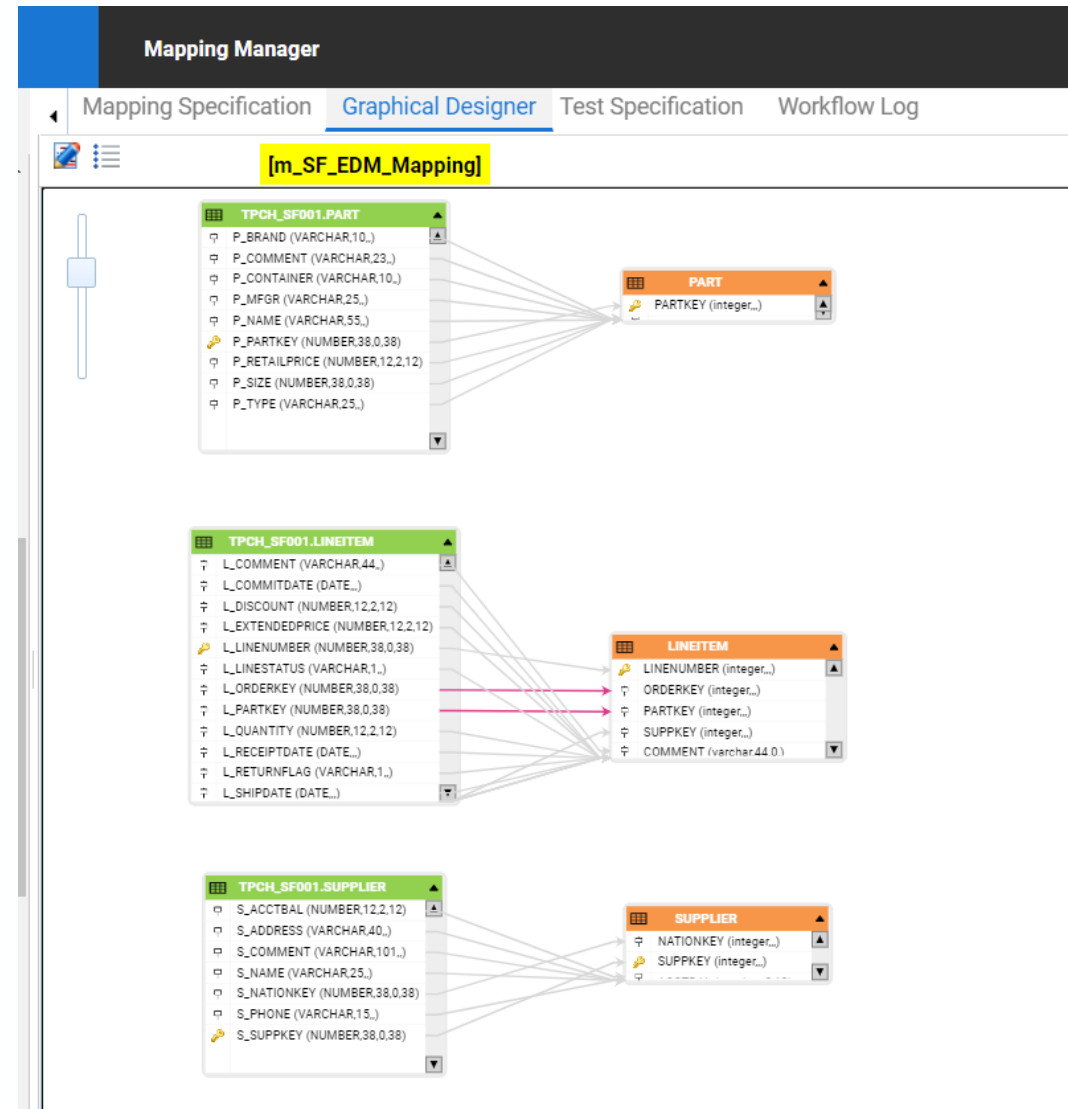 Mapping Manager
Mapping Specification Graphical Designer Test Specification Workflow Log
[m_SF_EDM_Mapping]
TPCH_SF001.PART
P_BRAND (VARCHAR,10,,)
P_COMMENT (VARCHAR,23,,)
P_CONTAINER (VARCHAR,10,,)
P_MFGR (VARCHAR,25,,)
P_NAME (VARCHAR,55,,)
P_PARTKEY (NUMBER,38,0,38)
P_RETAILPRICE (NUMBER,12,2,12)
P_SIZE (NUMBER,38,0,38)
P_TYPE (VARCHAR,25,,)
PART
PARTKEY (integer,,,)
TPCH_SF001.LINEITEM
L_COMMENT (VARCHAR,44,,)
L_COMMITDATE (DATE,,,)
L_DISCOUNT (NUMBER,12,2,12)
L_EXTENDEDPRICE (NUMBER,12,2,12)
L_LINENUMBER (NUMBER,38,0,38)
L_LINESTATUS (VARCHAR,1,,)
L_ORDERKEY (NUMBER,38,0,38)
L_PARTKEY (NUMBER,38,0,38)
L_QUANTITY (NUMBER,12,2,12)
L_RECEIPTDATE (DATE,,,)
L_RETURNFLAG (VARCHAR,1,,)
L_SHIPDATE (DATE,,,)
LINEITEM
LINENUMBER (integer,,,)
ORDERKEY (integer,,,)
PARTKEY (integer,,,)
SUPPKEY (integer,,,)
COMMENT (varchar,44,0,)
TPCH_SF001.SUPPLIER
S_ACCTBAL (NUMBER,12,2,12)
S_ADDRESS (VARCHAR,40,,)
S_COMMENT (VARCHAR,101,,)
S_NAME (VARCHAR,25,,)
S_NATIONKEY (NUMBER,38,0,38)
S_PHONE (VARCHAR,15,,)
S_SUPPKEY (NUMBER,38,0,38)
SUPPLIER
NATIONKEY (integer,,,)
SUPPKEY (integer,,,)